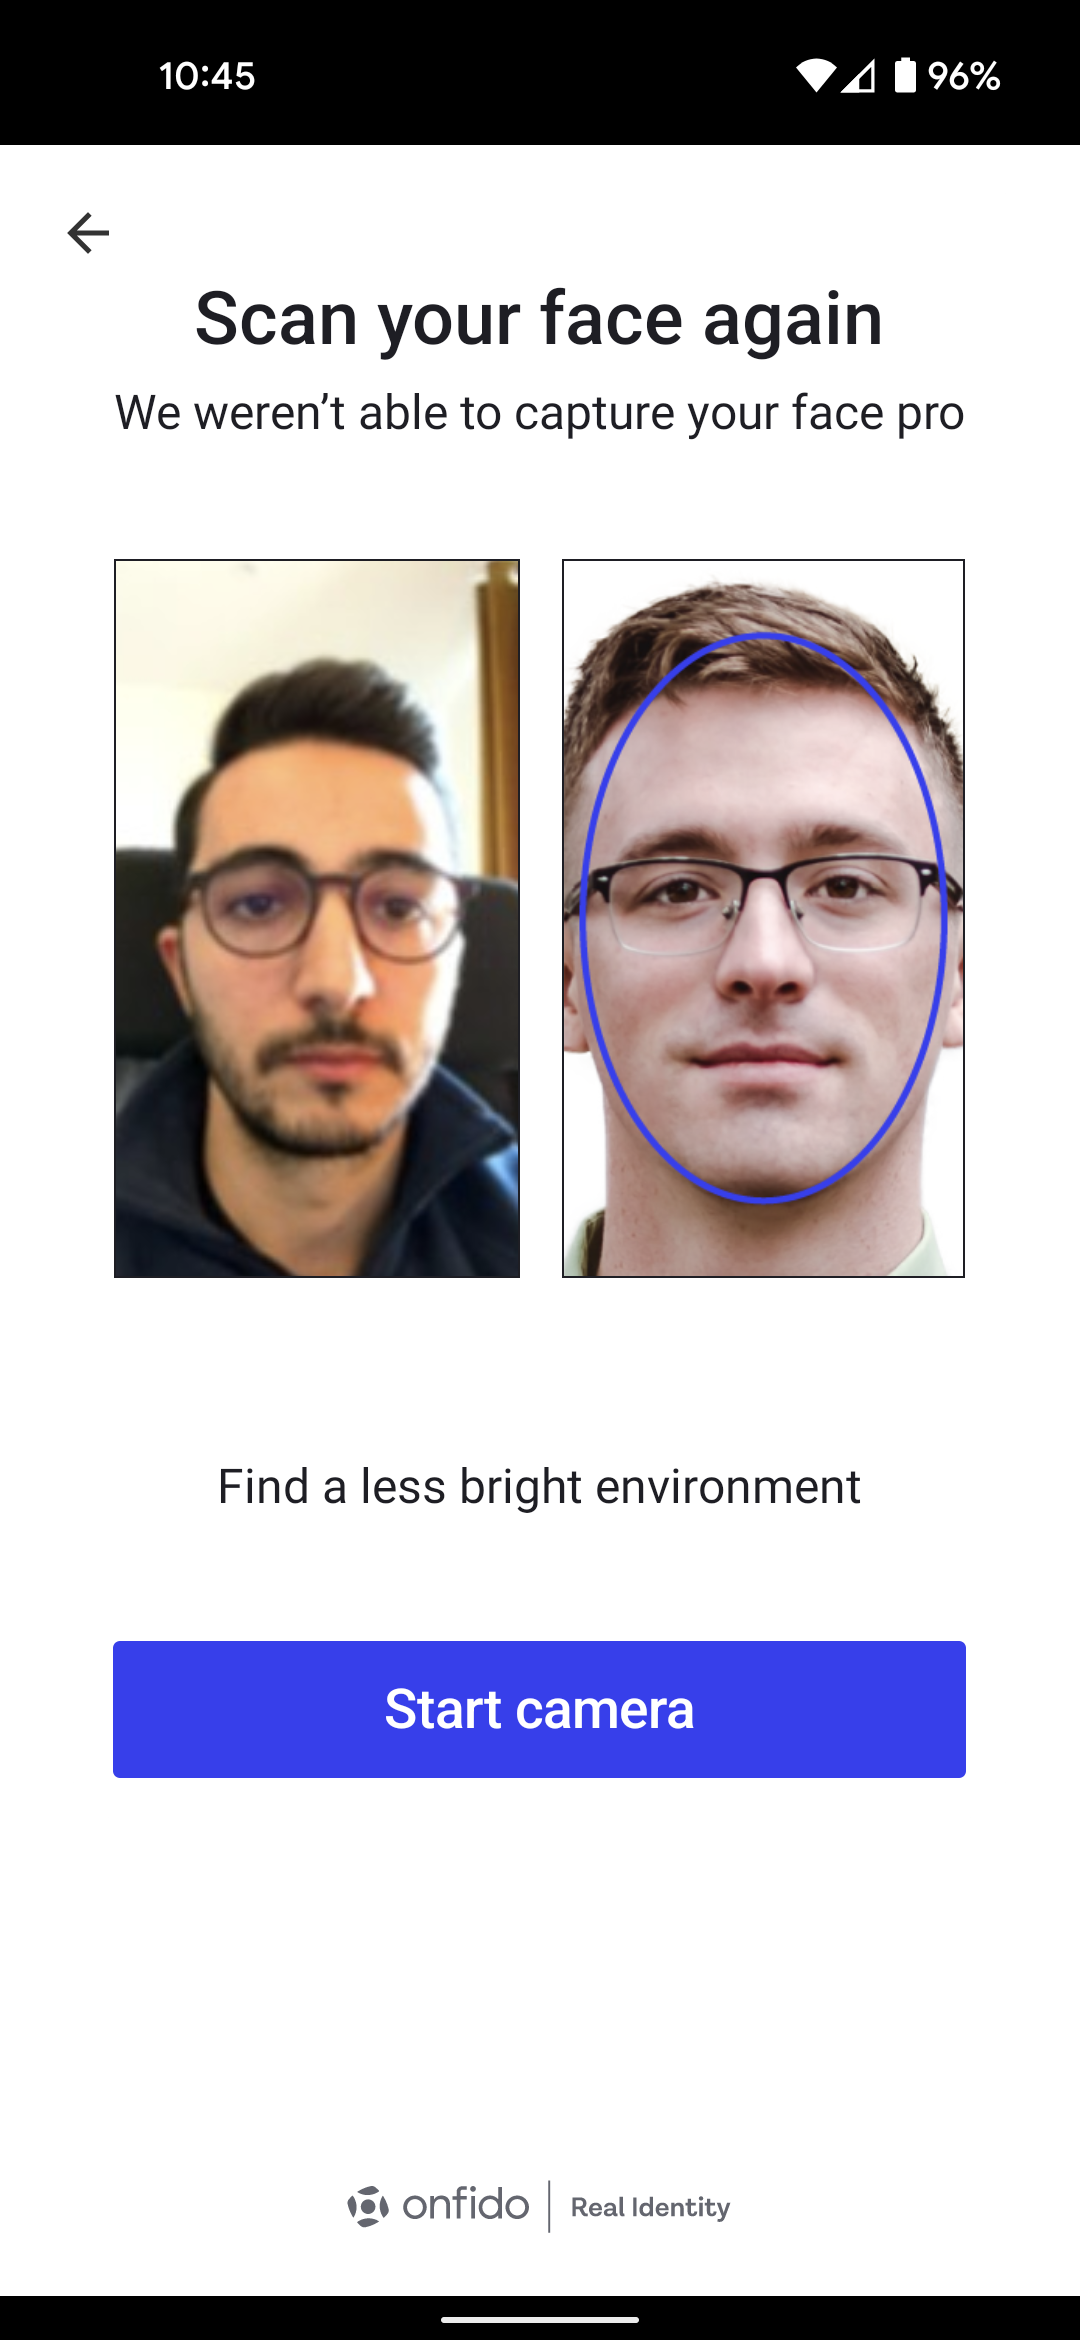 10:45 96%
Scan your face again
We weren’t able to capture your face pro
Find a less bright environment
Start camera
onfido Real Identity